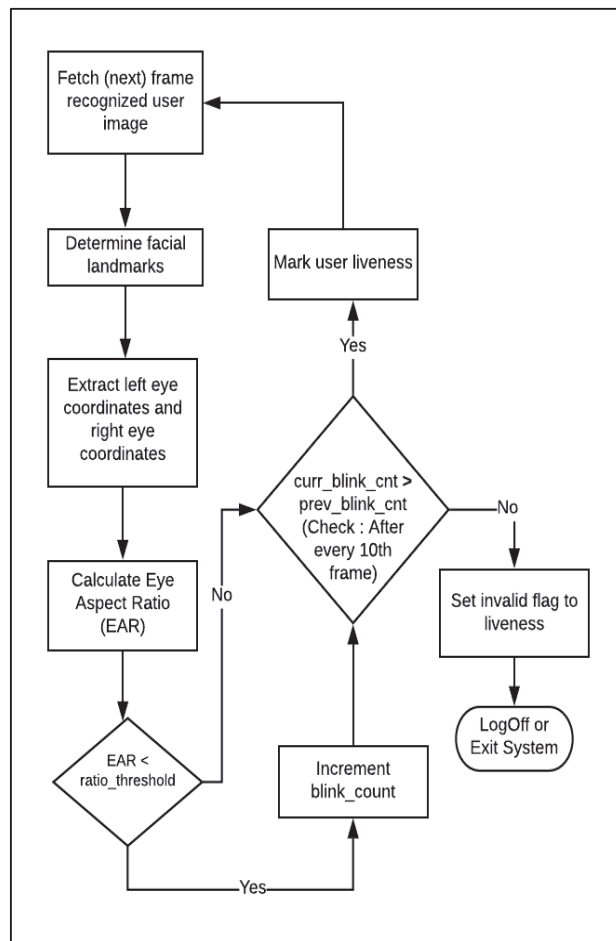 Fetch (next) frame
recognized user
image
Determine facial
landmarks
Extract left eye
coordinates and
right eye
coordinates
Calculate Eye
Aspect Ratio
(EAR)
EAR <
ratio_threshold
No
Yes
Increment
blink_count
curr_blink_cnt >
prev_blink_cnt
(Check : After
every 10th
frame)
Yes
Mark user liveness
No
Set invalid flag to
liveness
LogOff or
Exit System